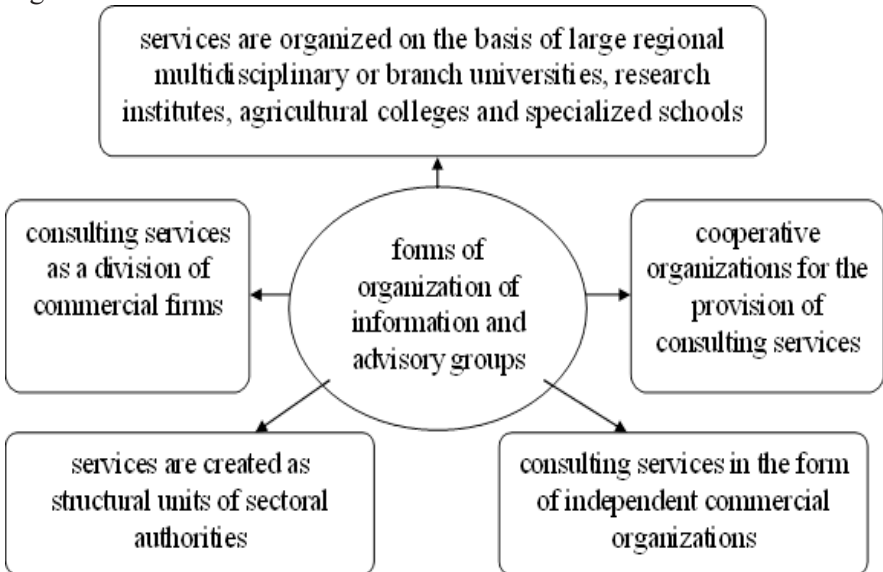 services are organized on the basis of large regional
multidisciplinary or branch universities, research
institutes, agricultural colleges and specialized schools
consulting services
as a division of
commercial firms
forms of
organization of
information and
advisory groups
cooperative
organizations for the
provision of
consulting services
services are created as
structural units of sectoral
authorities
consulting services in the form
of independent commercial
organizations